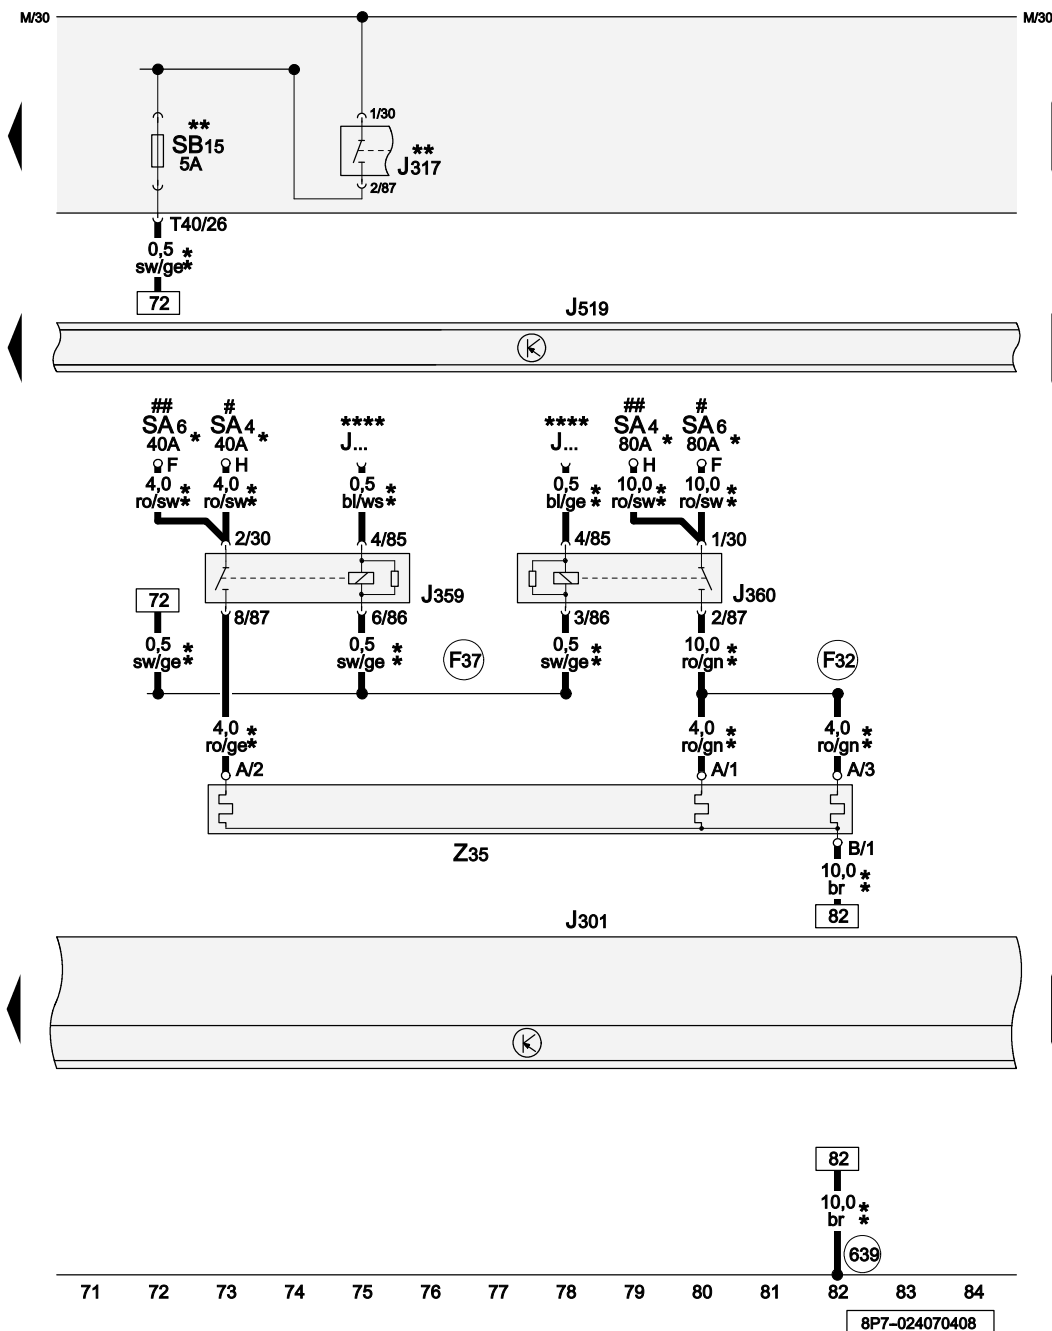 M/30 M/30
1/30
**
SB15
5A
**
J317
2/87
T40/26
0,5 *
sw/ge*
72
J519
## # **** **** ## #
SA6 SA4 J... J... SA4 SA6
40A * 40A * 80A * 80A *
F H H F
4,0 4,0 0,5 0,5 10,0 10,0
ro/sw* ro/sw* bl/ws* bl/ge* ro/sw* ro/sw*
2/30 4/85 4/85 1/30
J359 J360
72
8/87 6/86 3/86 2/87
0,5 * 0,5 * 0,5 * 10,0 *
sw/ge* sw/ge * sw/ge* ro/gn*
F37 F32
4,0 * 4,0 * 4,0 *
ro/ge* ro/gn* ro/gn*
A/2 A/1 A/3
Z35
B/1
10,0 *
br *
82
J301
82
10,0 *
br *
639
71 72 73 74 75 76 77 78 79 80 81 82 83 84
8P7-024070408